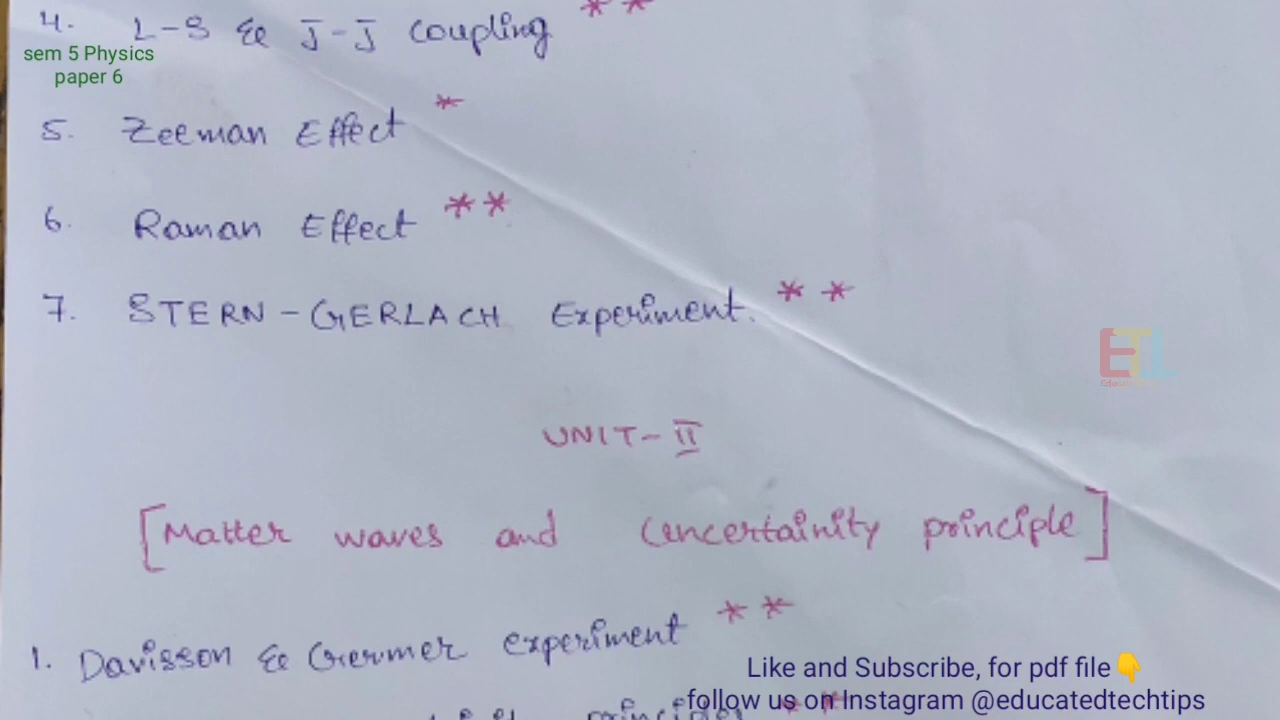 4. L-S & J-J coupling **
sem 5 Physics
paper 6
5. Zeeman Effect *
6. Raman Effect **
7. STERN-GERLACH Experiment. **
ETL
UNIT-II
[Matter waves and Uncertainity principle]
1. Davisson & Germer experiment **
Like and Subscribe, for pdf file👇
follow us on Instagram @educatedtechtips